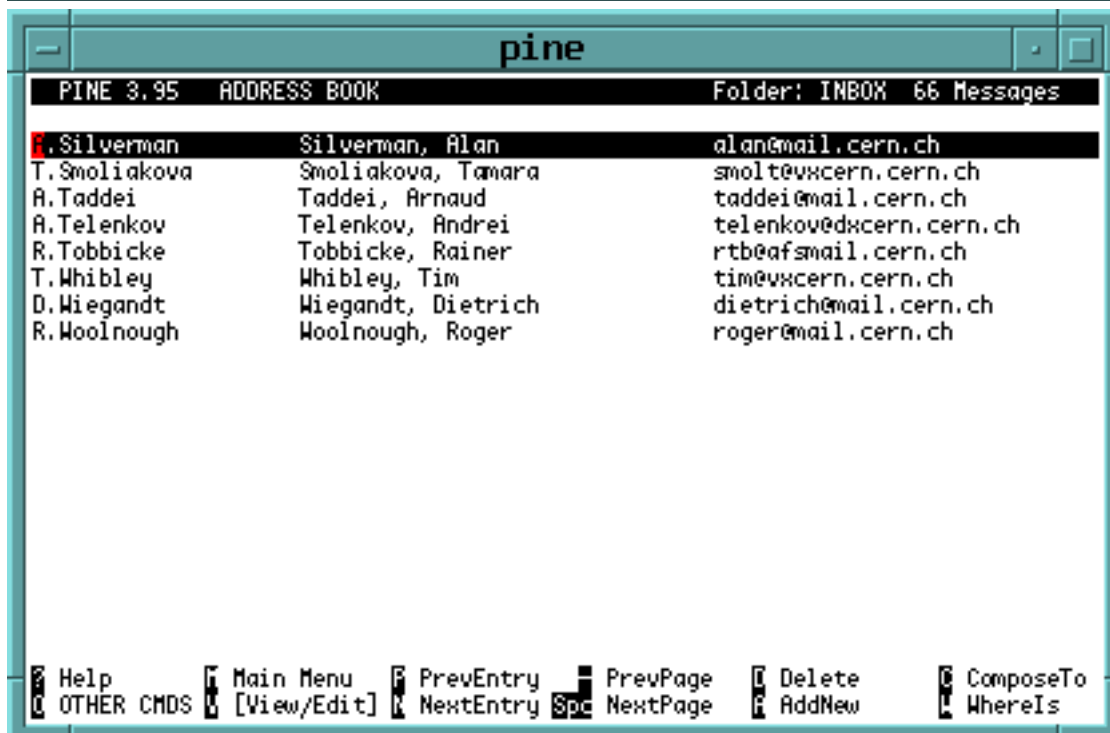 pine
PINE 3.95 ADDRESS BOOK Folder: INBOX 66 Messages
A.Silverman Silverman, Alan alan@mail.cern.ch
T.Smoliakova Smoliakova, Tamara smolt@vxcern.cern.ch
A.Taddei Taddei, Arnaud taddei@mail.cern.ch
A.Telenkov Telenkov, Andrei telenkov@dxcern.cern.ch
R.Tobbicke Tobbicke, Rainer rtb@afsmail.cern.ch
T.Whibley Whibley, Tim tim@vxcern.cern.ch
D.Wiegandt Wiegandt, Dietrich dietrich@mail.cern.ch
R.Woolnough Woolnough, Roger roger@mail.cern.ch
? Help M Main Menu P PrevEntry - PrevPage D Delete C ComposeTo
O OTHER CMDS V [View/Edit] N NextEntry Spc NextPage A AddNew W WhereIs